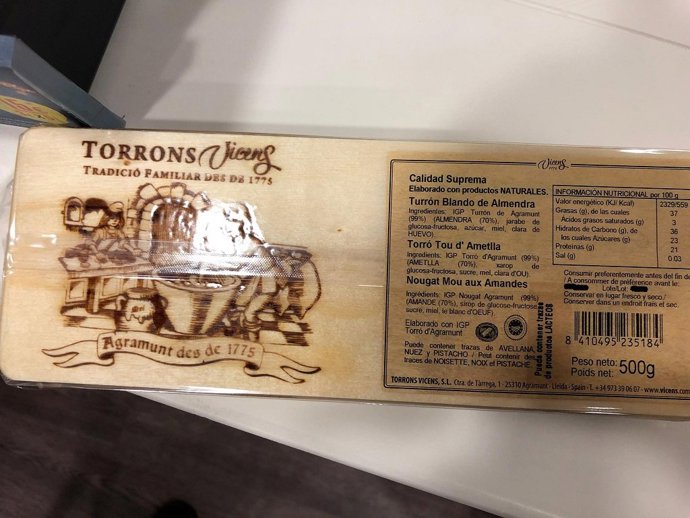 TORRONS Vicens
TRADICIÓ FAMILIAR DES DE 1775
Agramunt des de 1775
Vicens
1775
Calidad Suprema
Elaborado con productos NATURALES.
Turrón Blando de Almendra
Ingredientes: IGP Turrón de Agramunt
(99%) (ALMENDRA (70%), jarabe de
glucosa-fructosa, azúcar, miel, clara de
HUEVO)
Torró Tou d' Ametlla
Ingredients: IGP Torró d'Agramunt (99%)
(AMETLLA (70%), xarop de
glucosa-fructosa, sucre, mel, clara d'OU).
Nougat Mou aux Amandes
Ingrédients: IGP Nougat Agramunt (99%)
(AMANDE (70%), sirop de glucose-fructose,
sucre, miel, le blanc d'OEUF).
Elaborado con IGP
Torró d'Agramunt
Puede contener trazas de AVELLANA,
NUEZ y PISTACHO / Peut contenir des
traces de NOISETTE, NOIX et PISTACHE.
Puede contener trazas
de productos LÁCTEOS
INFORMACIÓN NUTRICIONAL por 100 g
Valor energético (KJ/ Kcal) 2329/559
Grasas (g), de las cuales 37
Ácidos grasos saturados (g) 3
Hidratos de Carbono (g), de 36
los cuales Azúcares (g) 23
Proteínas (g) 21
Sal (g) 0.03
Consumir preferentemente antes del fin de
/ A consommer de préférence avant le:
Lote/Lot:
Conservar en lugar fresco y seco./
Conserver dans un endroit frais et sec.
8 410495 235184
Peso neto: 500g
Poids net:
TORRONS VICENS, S.L. Ctra. de Tàrrega, 1 - 25310 Agramunt - Lleida - Spain - T. +34 973 39 06 07 - www.vicens.com